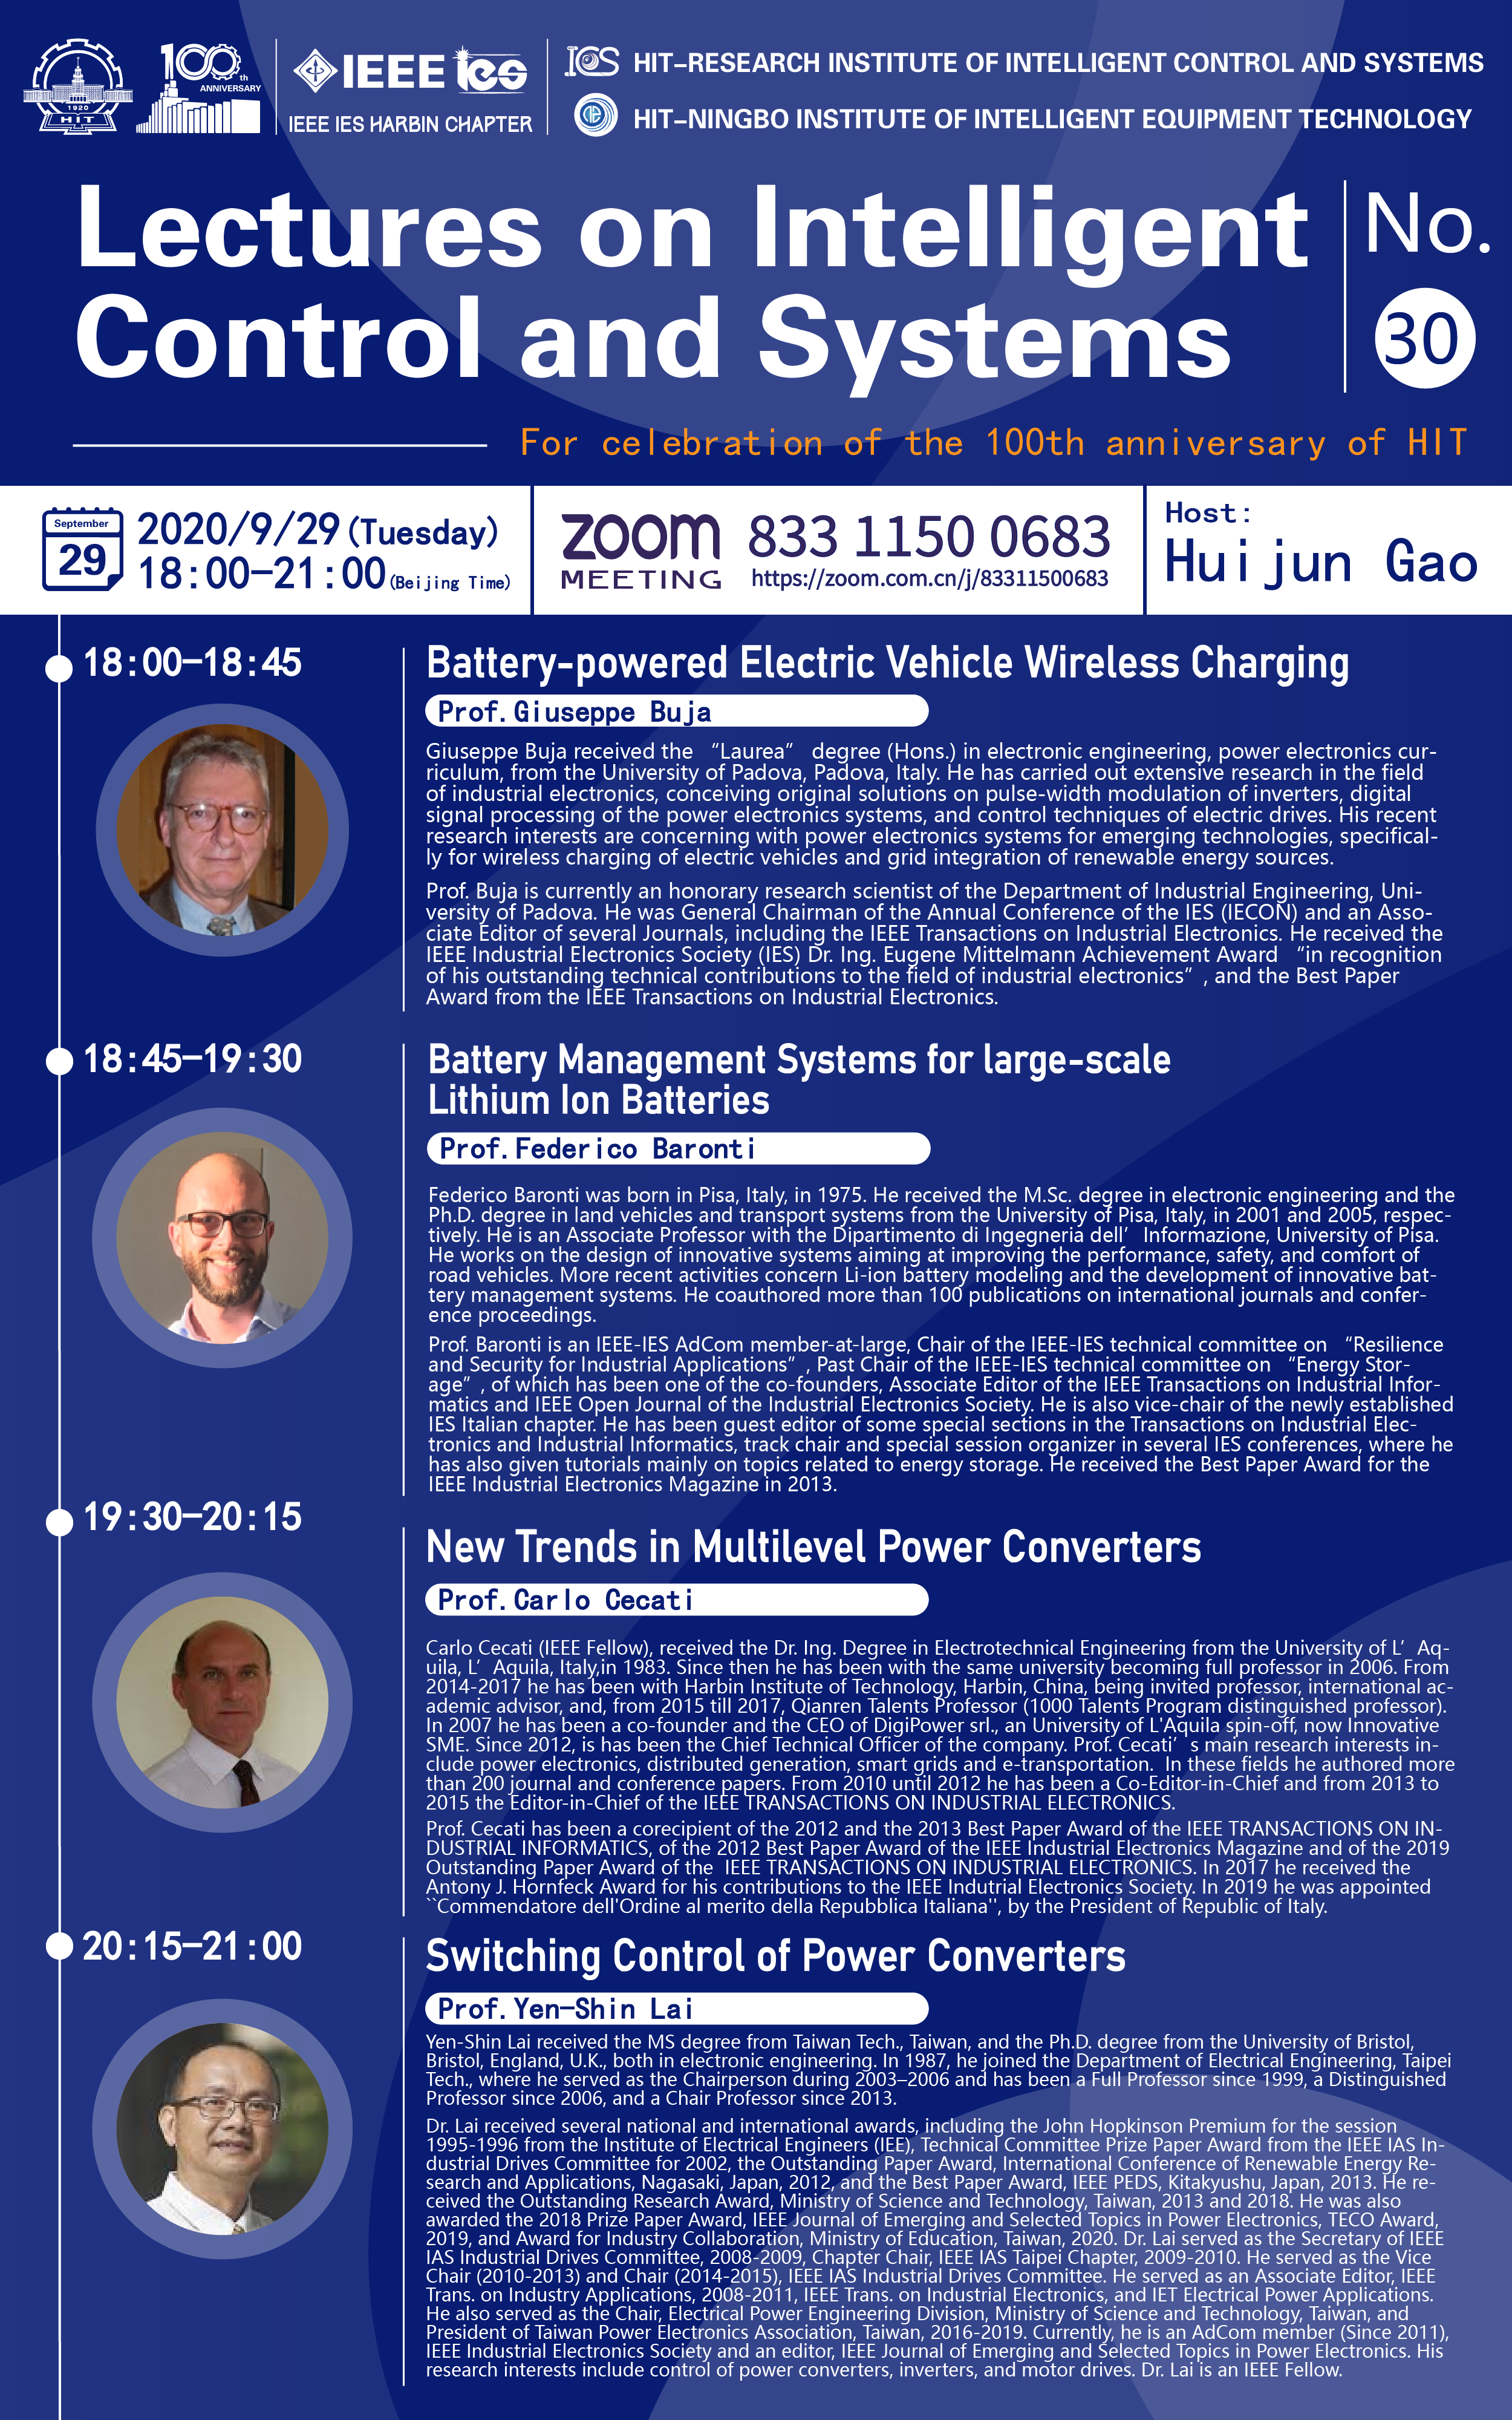 1920
HIT
100th
ANNIVERSARY
IEEE ies
IEEE IES HARBIN CHAPTER
ICS HIT-RESEARCH INSTITUTE OF INTELLIGENT CONTROL AND SYSTEMS
HIT-NINGBO INSTITUTE OF INTELLIGENT EQUIPMENT TECHNOLOGY
Lectures on Intelligent
Control and Systems
No.
30
For celebration of the 100th anniversary of HIT
September
29
2020/9/29 (Tuesday)
18:00-21:00 (Beijing Time)
zoom
MEETING
833 1150 0683
https://zoom.com.cn/j/83311500683
Host:
Huijun Gao
18:00-18:45
Battery-powered Electric Vehicle Wireless Charging
Prof.Giuseppe Buja
Giuseppe Buja received the “Laurea” degree (Hons.) in electronic engineering, power electronics cur-
riculum, from the University of Padova, Padova, Italy. He has carried out extensive research in the field
of industrial electronics, conceiving original solutions on pulse-width modulation of inverters, digital
signal processing of the power electronics systems, and control techniques of electric drives. His recent
research interests are concerning with power electronics systems for emerging technologies, specifical-
ly for wireless charging of electric vehicles and grid integration of renewable energy sources.
Prof. Buja is currently an honorary research scientist of the Department of Industrial Engineering, Uni-
versity of Padova. He was General Chairman of the Annual Conference of the IES (IECON) and an Asso-
ciate Editor of several Journals, including the IEEE Transactions on Industrial Electronics. He received the
IEEE Industrial Electronics Society (IES) Dr. Ing. Eugene Mittelmann Achievement Award “in recognition
of his outstanding technical contributions to the field of industrial electronics” , and the Best Paper
Award from the IEEE Transactions on Industrial Electronics.
18:45-19:30
Battery Management Systems for large-scale
Lithium Ion Batteries
Prof.Federico Baronti
Federico Baronti was born in Pisa, Italy, in 1975. He received the M.Sc. degree in electronic engineering and the
Ph.D. degree in land vehicles and transport systems from the University of Pisa, Italy, in 2001 and 2005, respec-
tively. He is an Associate Professor with the Dipartimento di Ingegneria dell’ Informazione, University of Pisa.
He works on the design of innovative systems aiming at improving the performance, safety, and comfort of
road vehicles. More recent activities concern Li-ion battery modeling and the development of innovative bat-
tery management systems. He coauthored more than 100 publications on international journals and confer-
ence proceedings.
Prof. Baronti is an IEEE-IES AdCom member-at-large, Chair of the IEEE-IES technical committee on “Resilience
and Security for Industrial Applications” , Past Chair of the IEEE-IES technical committee on “Energy Stor-
age” , of which has been one of the co-founders, Associate Editor of the IEEE Transactions on Industrial Infor-
matics and IEEE Open Journal of the Industrial Electronics Society. He is also vice-chair of the newly established
IES Italian chapter. He has been guest editor of some special sections in the Transactions on Industrial Elec-
tronics and Industrial Informatics, track chair and special session organizer in several IES conferences, where he
has also given tutorials mainly on topics related to energy storage. He received the Best Paper Award for the
IEEE Industrial Electronics Magazine in 2013.
19:30-20:15
New Trends in Multilevel Power Converters
Prof.Carlo Cecati
Carlo Cecati (IEEE Fellow), received the Dr. Ing. Degree in Electrotechnical Engineering from the University of L’ Aq-
uila, L’ Aquila, Italy,in 1983. Since then he has been with the same university becoming full professor in 2006. From
2014-2017 he has been with Harbin Institute of Technology, Harbin, China, being invited professor, international ac-
ademic advisor, and, from 2015 till 2017, Qianren Talents Professor (1000 Talents Program distinguished professor).
In 2007 he has been a co-founder and the CEO of DigiPower srl., an University of L'Aquila spin-off, now Innovative
SME. Since 2012, is has been the Chief Technical Officer of the company. Prof. Cecati’ s main research interests in-
clude power electronics, distributed generation, smart grids and e-transportation. In these fields he authored more
than 200 journal and conference papers. From 2010 until 2012 he has been a Co-Editor-in-Chief and from 2013 to
2015 the Editor-in-Chief of the IEEE TRANSACTIONS ON INDUSTRIAL ELECTRONICS.
Prof. Cecati has been a corecipient of the 2012 and the 2013 Best Paper Award of the IEEE TRANSACTIONS ON IN-
DUSTRIAL INFORMATICS, of the 2012 Best Paper Award of the IEEE Industrial Electronics Magazine and of the 2019
Outstanding Paper Award of the IEEE TRANSACTIONS ON INDUSTRIAL ELECTRONICS. In 2017 he received the
Antony J. Hornfeck Award for his contributions to the IEEE Indutrial Electronics Society. In 2019 he was appointed
``Commendatore dell'Ordine al merito della Repubblica Italiana'', by the President of Republic of Italy.
20:15-21:00
Switching Control of Power Converters
Prof.Yen-Shin Lai
Yen-Shin Lai received the MS degree from Taiwan Tech., Taiwan, and the Ph.D. degree from the University of Bristol,
Bristol, England, U.K., both in electronic engineering. In 1987, he joined the Department of Electrical Engineering, Taipei
Tech., where he served as the Chairperson during 2003–2006 and has been a Full Professor since 1999, a Distinguished
Professor since 2006, and a Chair Professor since 2013.
Dr. Lai received several national and international awards, including the John Hopkinson Premium for the session
1995-1996 from the Institute of Electrical Engineers (IEE), Technical Committee Prize Paper Award from the IEEE IAS In-
dustrial Drives Committee for 2002, the Outstanding Paper Award, International Conference of Renewable Energy Re-
search and Applications, Nagasaki, Japan, 2012, and the Best Paper Award, IEEE PEDS, Kitakyushu, Japan, 2013. He re-
ceived the Outstanding Research Award, Ministry of Science and Technology, Taiwan, 2013 and 2018. He was also
awarded the 2018 Prize Paper Award, IEEE Journal of Emerging and Selected Topics in Power Electronics, TECO Award,
2019, and Award for Industry Collaboration, Ministry of Education, Taiwan, 2020. Dr. Lai served as the Secretary of IEEE
IAS Industrial Drives Committee, 2008-2009, Chapter Chair, IEEE IAS Taipei Chapter, 2009-2010. He served as the Vice
Chair (2010-2013) and Chair (2014-2015), IEEE IAS Industrial Drives Committee. He served as an Associate Editor, IEEE
Trans. on Industry Applications, 2008-2011, IEEE Trans. on Industrial Electronics, and IET Electrical Power Applications.
He also served as the Chair, Electrical Power Engineering Division, Ministry of Science and Technology, Taiwan, and
President of Taiwan Power Electronics Association, Taiwan, 2016-2019. Currently, he is an AdCom member (Since 2011),
IEEE Industrial Electronics Society and an editor, IEEE Journal of Emerging and Selected Topics in Power Electronics. His
research interests include control of power converters, inverters, and motor drives. Dr. Lai is an IEEE Fellow.